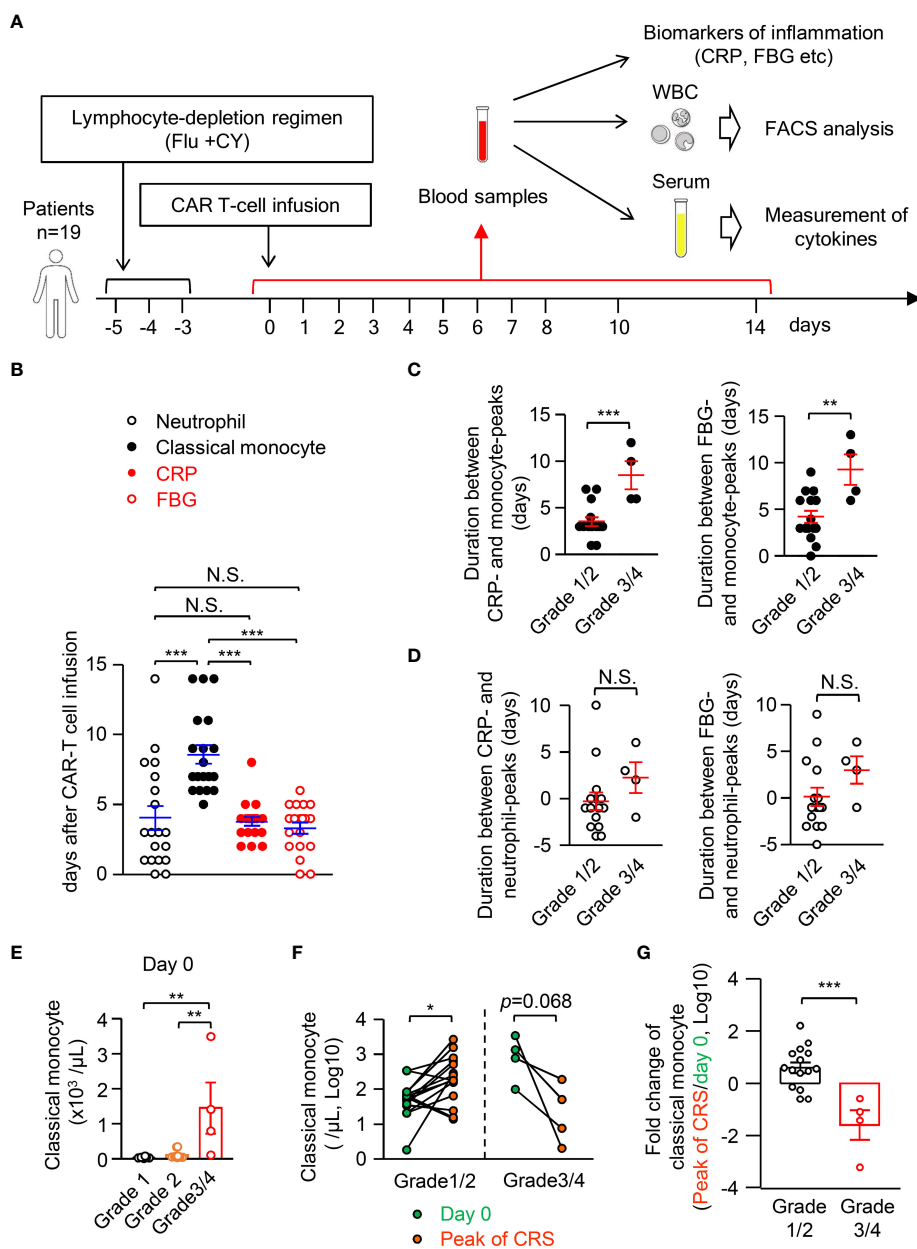 A
Lymphocyte-depletion regimen
(Flu +CY)
CAR T-cell infusion
Patients
n=19
Blood samples
Biomarkers of inflammation
(CRP, FBG etc)
WBC
FACS analysis
Serum
Measurement of
cytokines
-5 -4 -3 0 1 2 3 4 5 6 7 8 10 14 days
B
Neutrophil
Classical monocyte
CRP
FBG
N.S.
N.S.
***
*** ***
days after CAR-T cell infusion
15
10
5
0
C
Duration between
CRP- and monocyte-peaks
(days)
15
10
5
0
***
Grade 1/2
Grade 3/4
Duration between FBG-
and monocyte-peaks (days)
15
10
5
0
**
Grade 1/2
Grade 3/4
D
Duration between CRP- and
neutrophil-peaks (days)
10
5
0
-5
N.S.
Grade 1/2
Grade 3/4
Duration between FBG-
and neutrophil-peaks (days)
10
5
0
-5
N.S.
Grade 1/2
Grade 3/4
E
Day 0
Classical monocyte
(x10³ /μL)
4
3
2
1
0
**
**
Grade 1
Grade 2
Grade3/4
F
Classical monocyte
( /μL, Log10)
4
3
2
1
0
*
p=0.068
Grade1/2
Grade3/4
Day 0
Peak of CRS
G
Fold change of
classical monocyte
(Peak of CRS/day 0, Log10)
4
2
0
-2
-4
***
Grade
1/2
Grade
3/4